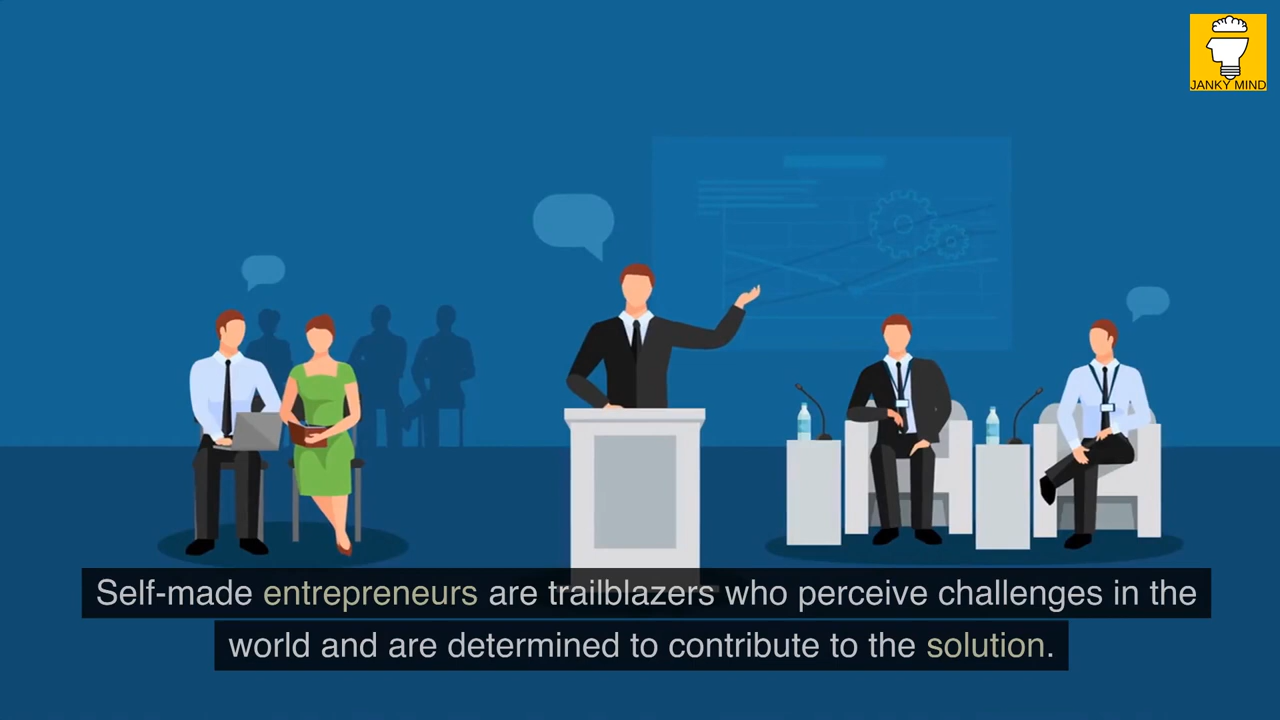 JANKY MIND
Self-made entrepreneurs are trailblazers who perceive challenges in the
world and are determined to contribute to the solution.